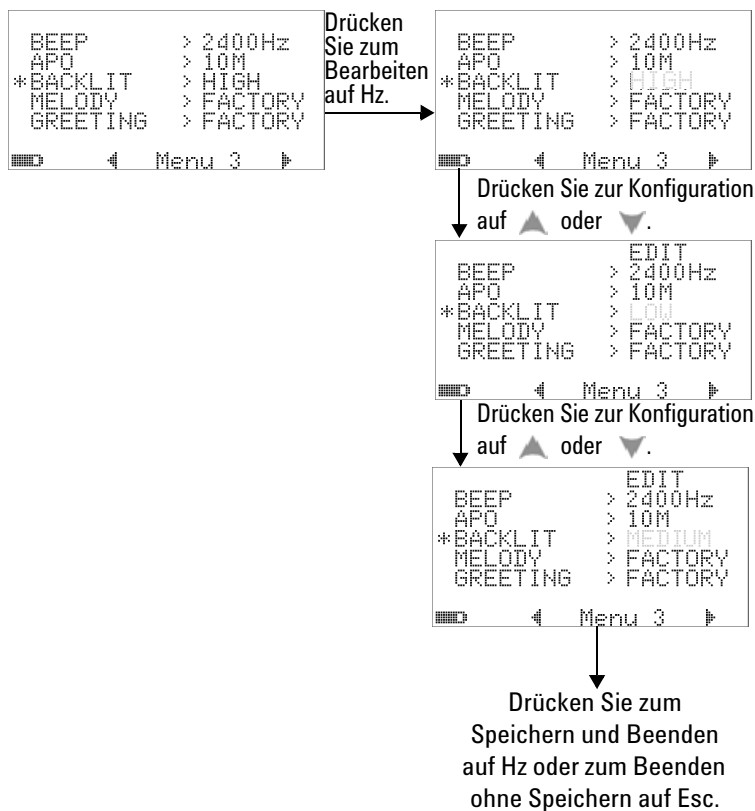 BEEP > 2400Hz
APO > 10M
*BACKLIT > HIGH
MELODY > FACTORY
GREETING > FACTORY
Menu 3
Drücken
Sie zum
Bearbeiten
auf Hz.
BEEP > 2400Hz
APO > 10M
*BACKLIT > HIGH
MELODY > FACTORY
GREETING > FACTORY
Menu 3
Drücken Sie zur Konfiguration
auf oder .
EDIT
BEEP > 2400Hz
APO > 10M
*BACKLIT > LOW
MELODY > FACTORY
GREETING > FACTORY
Menu 3
Drücken Sie zur Konfiguration
auf oder .
EDIT
BEEP > 2400Hz
APO > 10M
*BACKLIT > MEDIUM
MELODY > FACTORY
GREETING > FACTORY
Menu 3
Drücken Sie zum
Speichern und Beenden
auf Hz oder zum Beenden
ohne Speichern auf Esc.